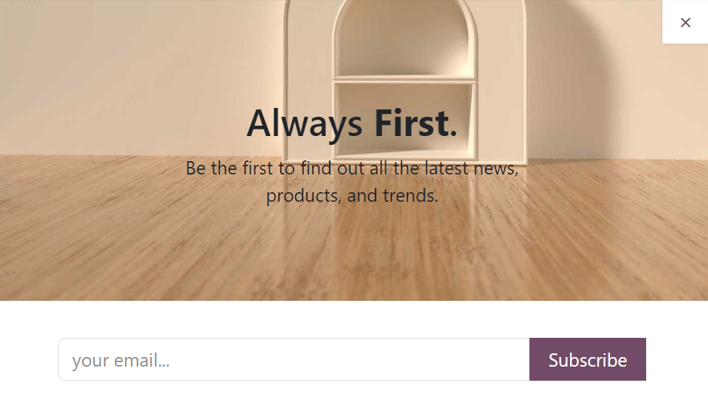 Always First.
Be the first to find out all the latest news,
products, and trends.
your email...
Subscribe